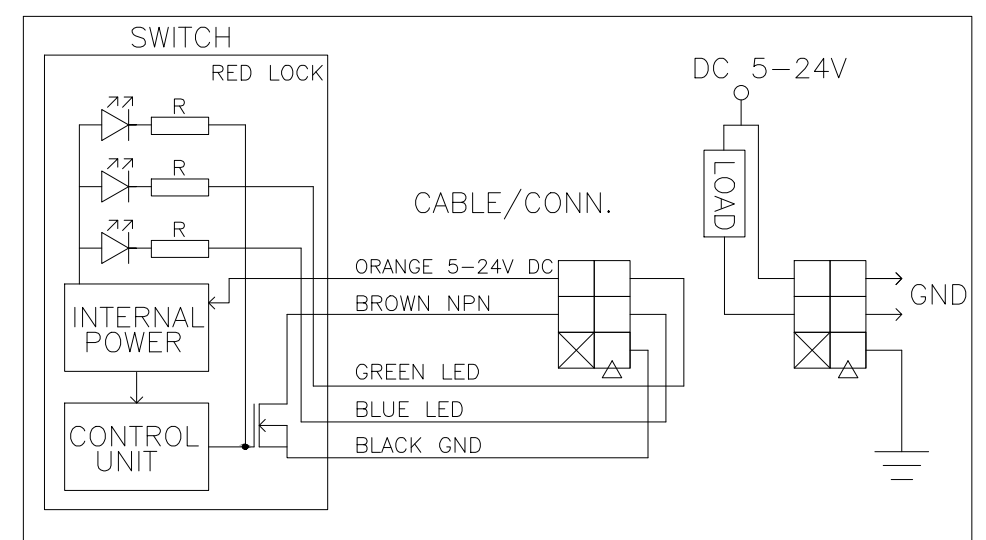 SWITCH
RED LOCK
R
R
R
INTERNAL
POWER
CONTROL
UNIT
CABLE/CONN.
ORANGE 5-24V DC
BROWN NPN
GREEN LED
BLUE LED
BLACK GND
DC 5-24V
LOAD
GND